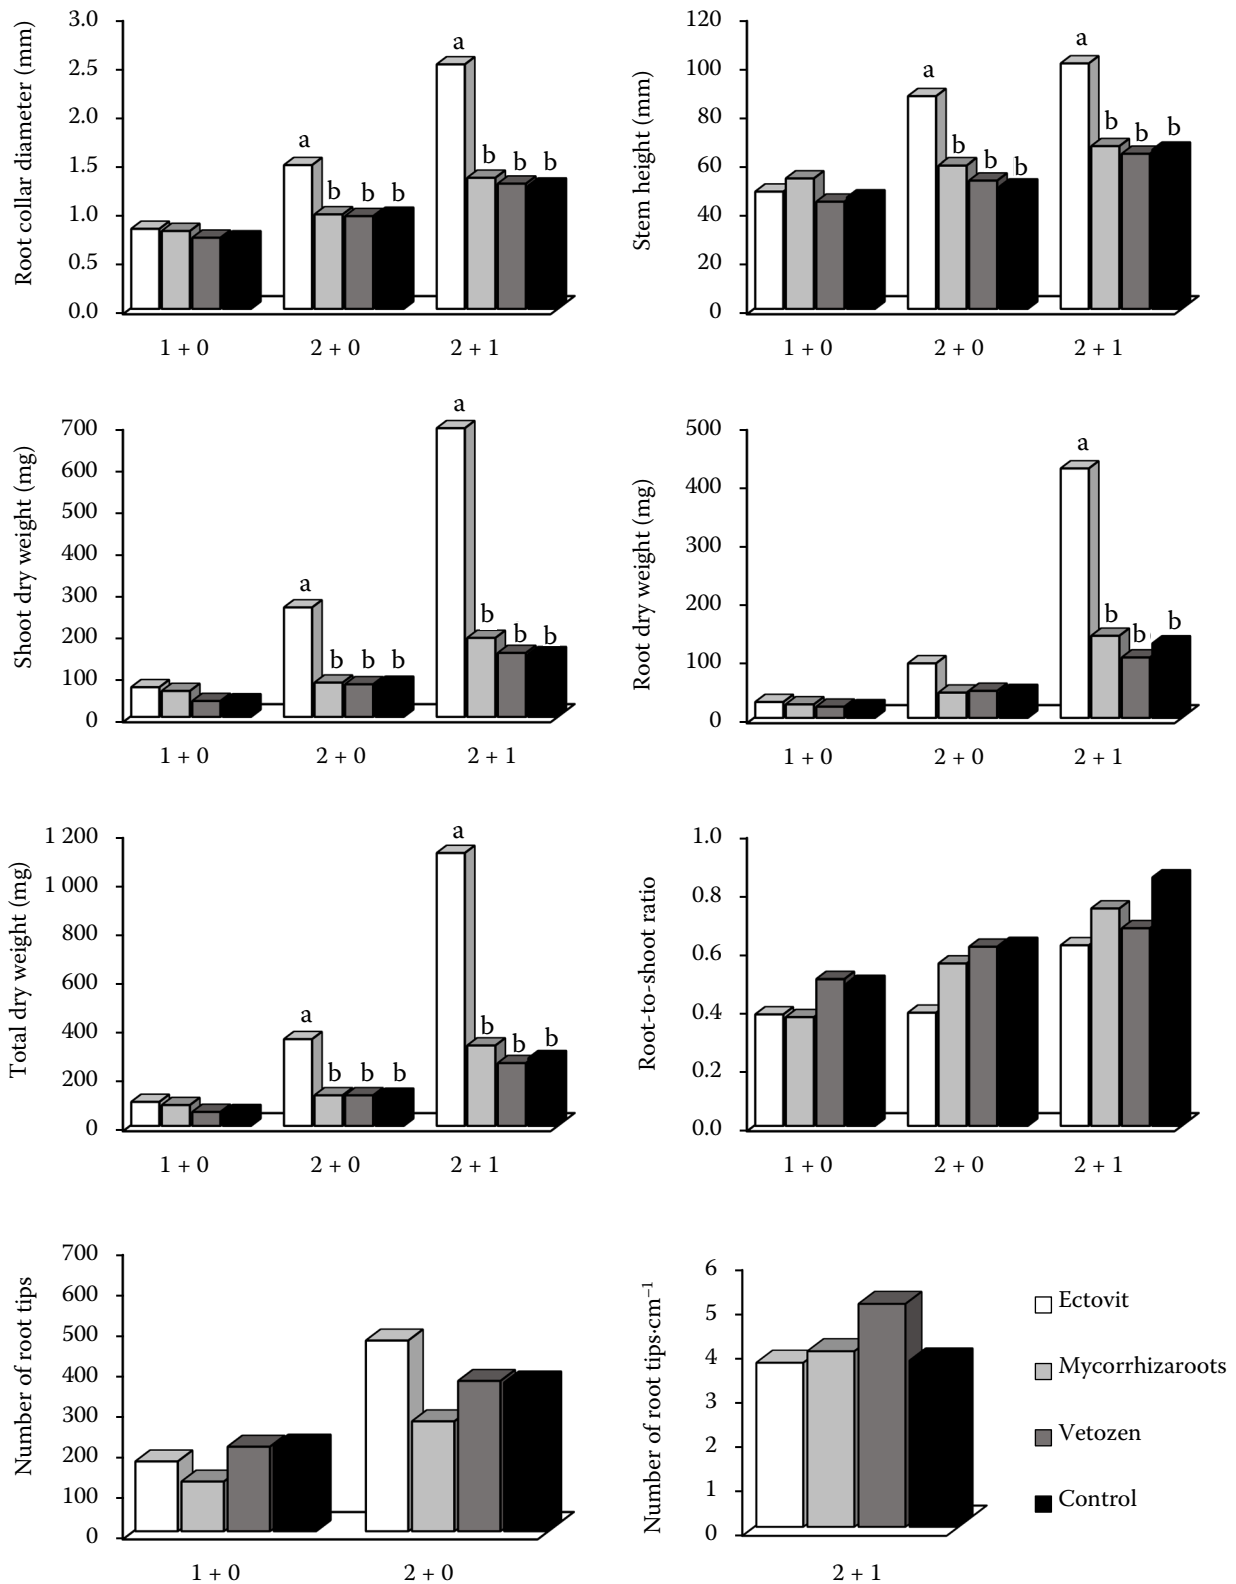 Root collar diameter (mm)
3.0
2.5
2.0
1.5
1.0
0.5
0.0
a
b
b
b
a
b
b
b
1 + 0
2 + 0
2 + 1
Stem height (mm)
120
100
80
60
40
20
0
a
b
b
b
a
b
b
b
1 + 0
2 + 0
2 + 1
Shoot dry weight (mg)
700
600
500
400
300
200
100
0
a
b
b
b
a
b
b
b
1 + 0
2 + 0
2 + 1
Root dry weight (mg)
500
400
300
200
100
0
a
b
b
b
1 + 0
2 + 0
2 + 1
Total dry weight (mg)
1 200
1 000
800
600
400
200
0
a
b
b
b
a
b
b
b
1 + 0
2 + 0
2 + 1
Root-to-shoot ratio
1.0
0.8
0.6
0.4
0.2
0.0
1 + 0
2 + 0
2 + 1
Number of root tips
700
600
500
400
300
200
100
0
1 + 0
2 + 0
Number of root tips·cm⁻¹
6
5
4
3
2
1
0
2 + 1
Ectovit
Mycorrhizaroots
Vetozen
Control